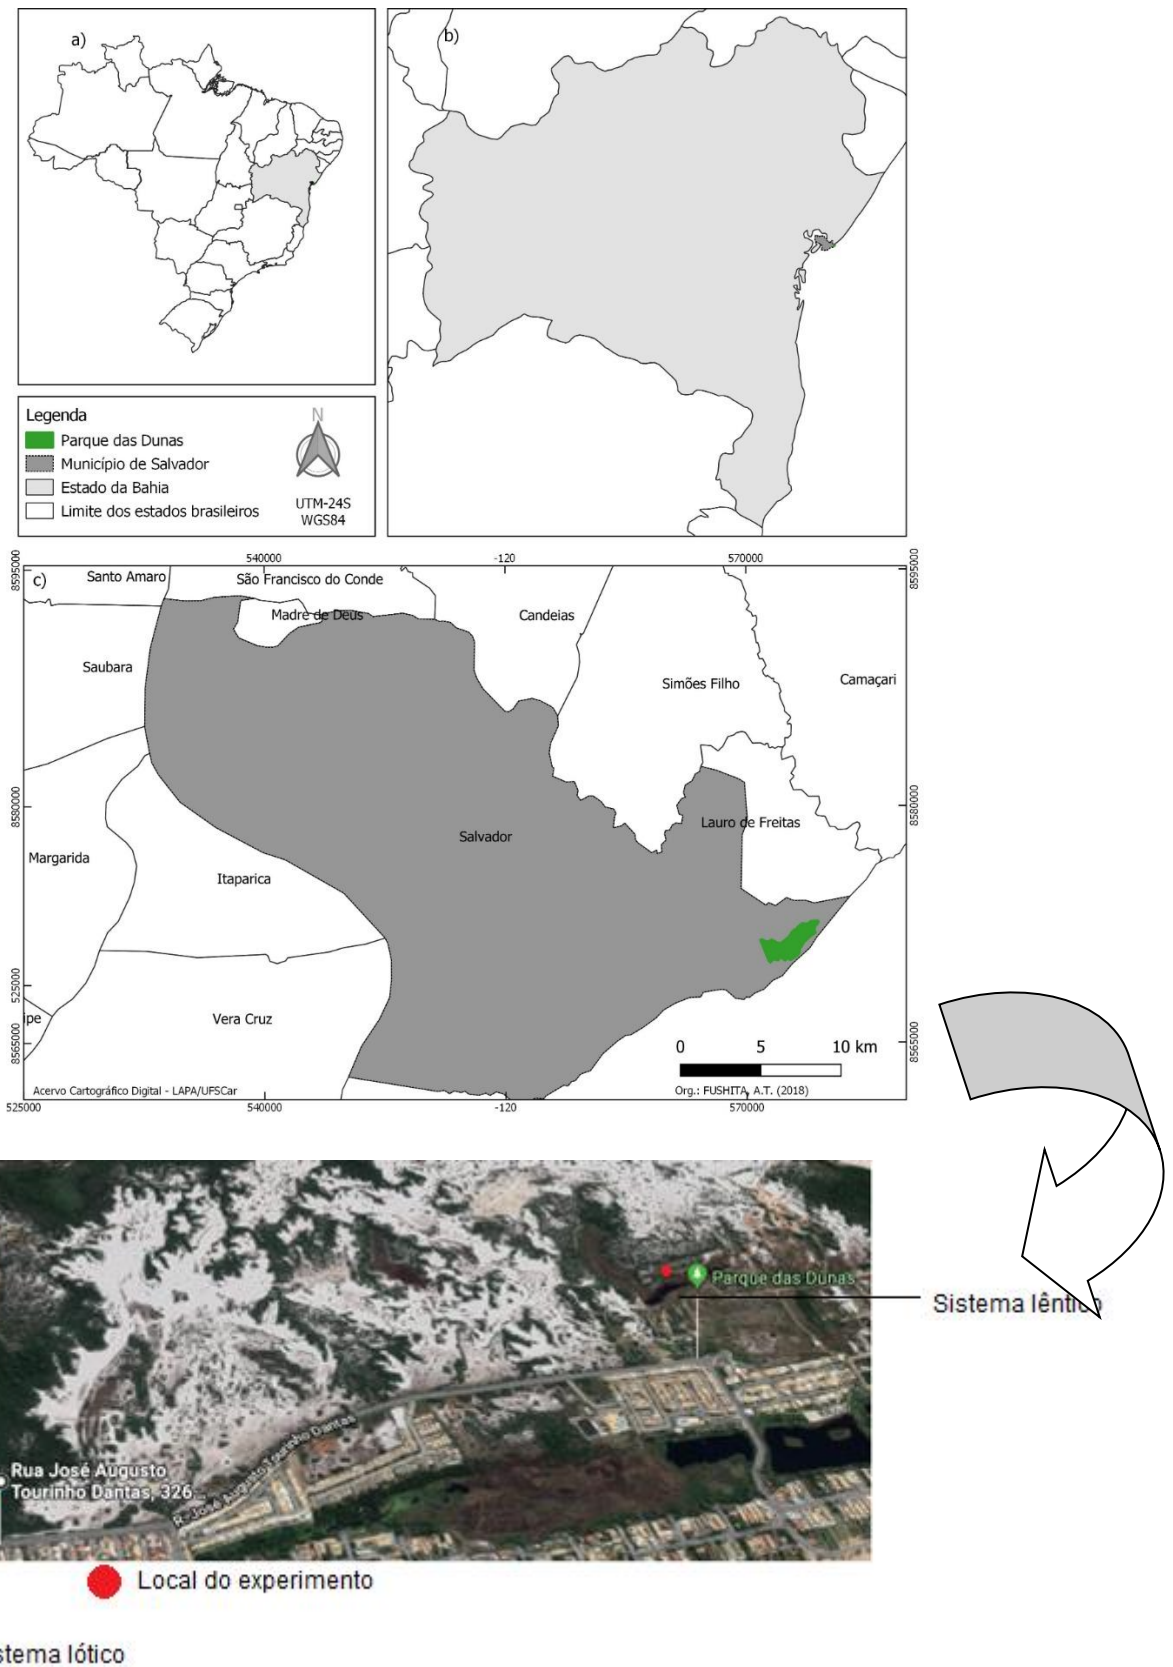 a)
b)
Legenda
Parque das Dunas
Município de Salvador
Estado da Bahia
Limite dos estados brasileiros
N
UTM-24S
WGS84
540000
-120
570000
8595000
8595000
c)
Santo Amaro
São Francisco do Conde
Madre de Deus
Candeias
Saubara
Simões Filho
Camaçari
8580000
8580000
Salvador
Lauro de Freitas
Margarida
Itaparica
525000
ipe
Vera Cruz
8565000
8565000
0 5 10 km
Acervo Cartográfico Digital - LAPA/UFSCar
Org.: FUSHITA, A.T. (2018)
525000
540000
-120
570000
Parque das Dunas
Sistema lêntico
R. José Augusto Tourinho Dantas
Rua José Augusto
Tourinho Dantas, 326
Local do experimento
stema lótico